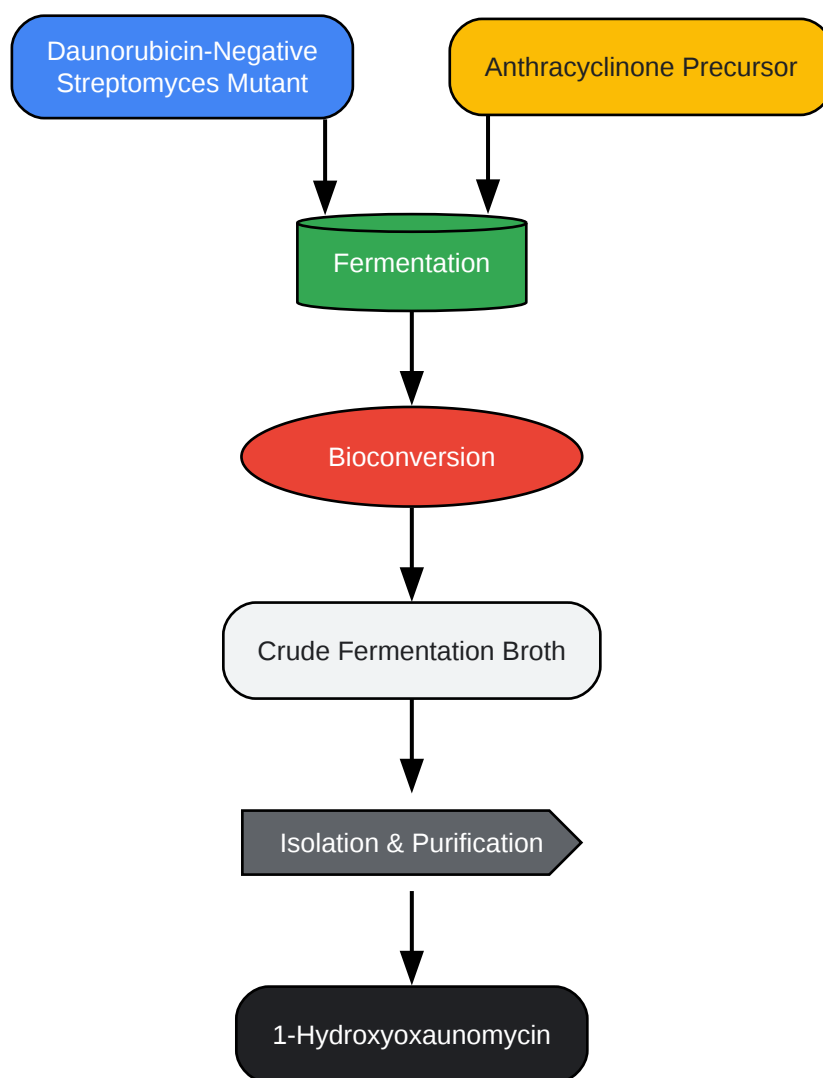 Daunorubicin-Negative
Streptomyces Mutant
Anthracyclinone Precursor
Fermentation
Bioconversion
Crude Fermentation Broth
Isolation & Purification
1-Hydroxyoxaunomycin